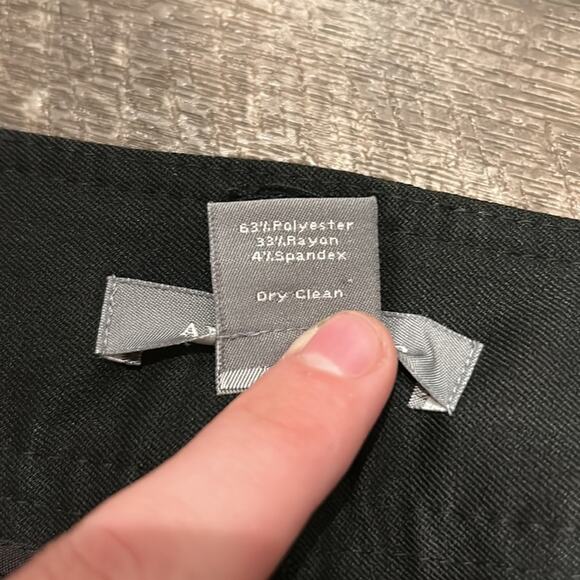 63% Polyester
33% Rayon
4% Spandex
Dry Clean
A